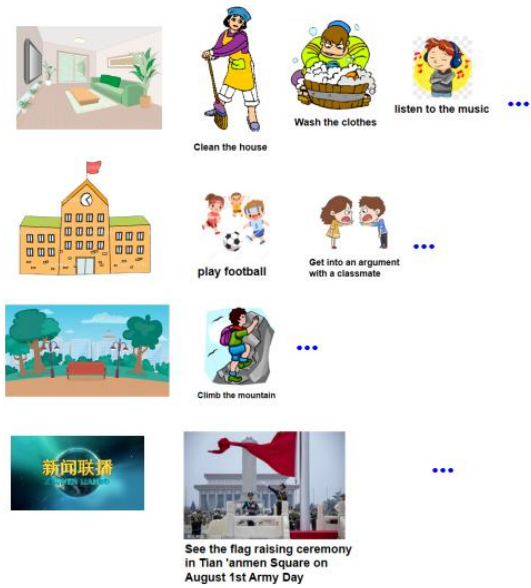 Clean the house
Wash the clothes
listen to the music
play football
Get into an argument
with a classmate
Climb the mountain
新闻联播
XINWEN LIANBO
See the flag raising ceremony
in Tian 'anmen Square on
August 1st Army Day